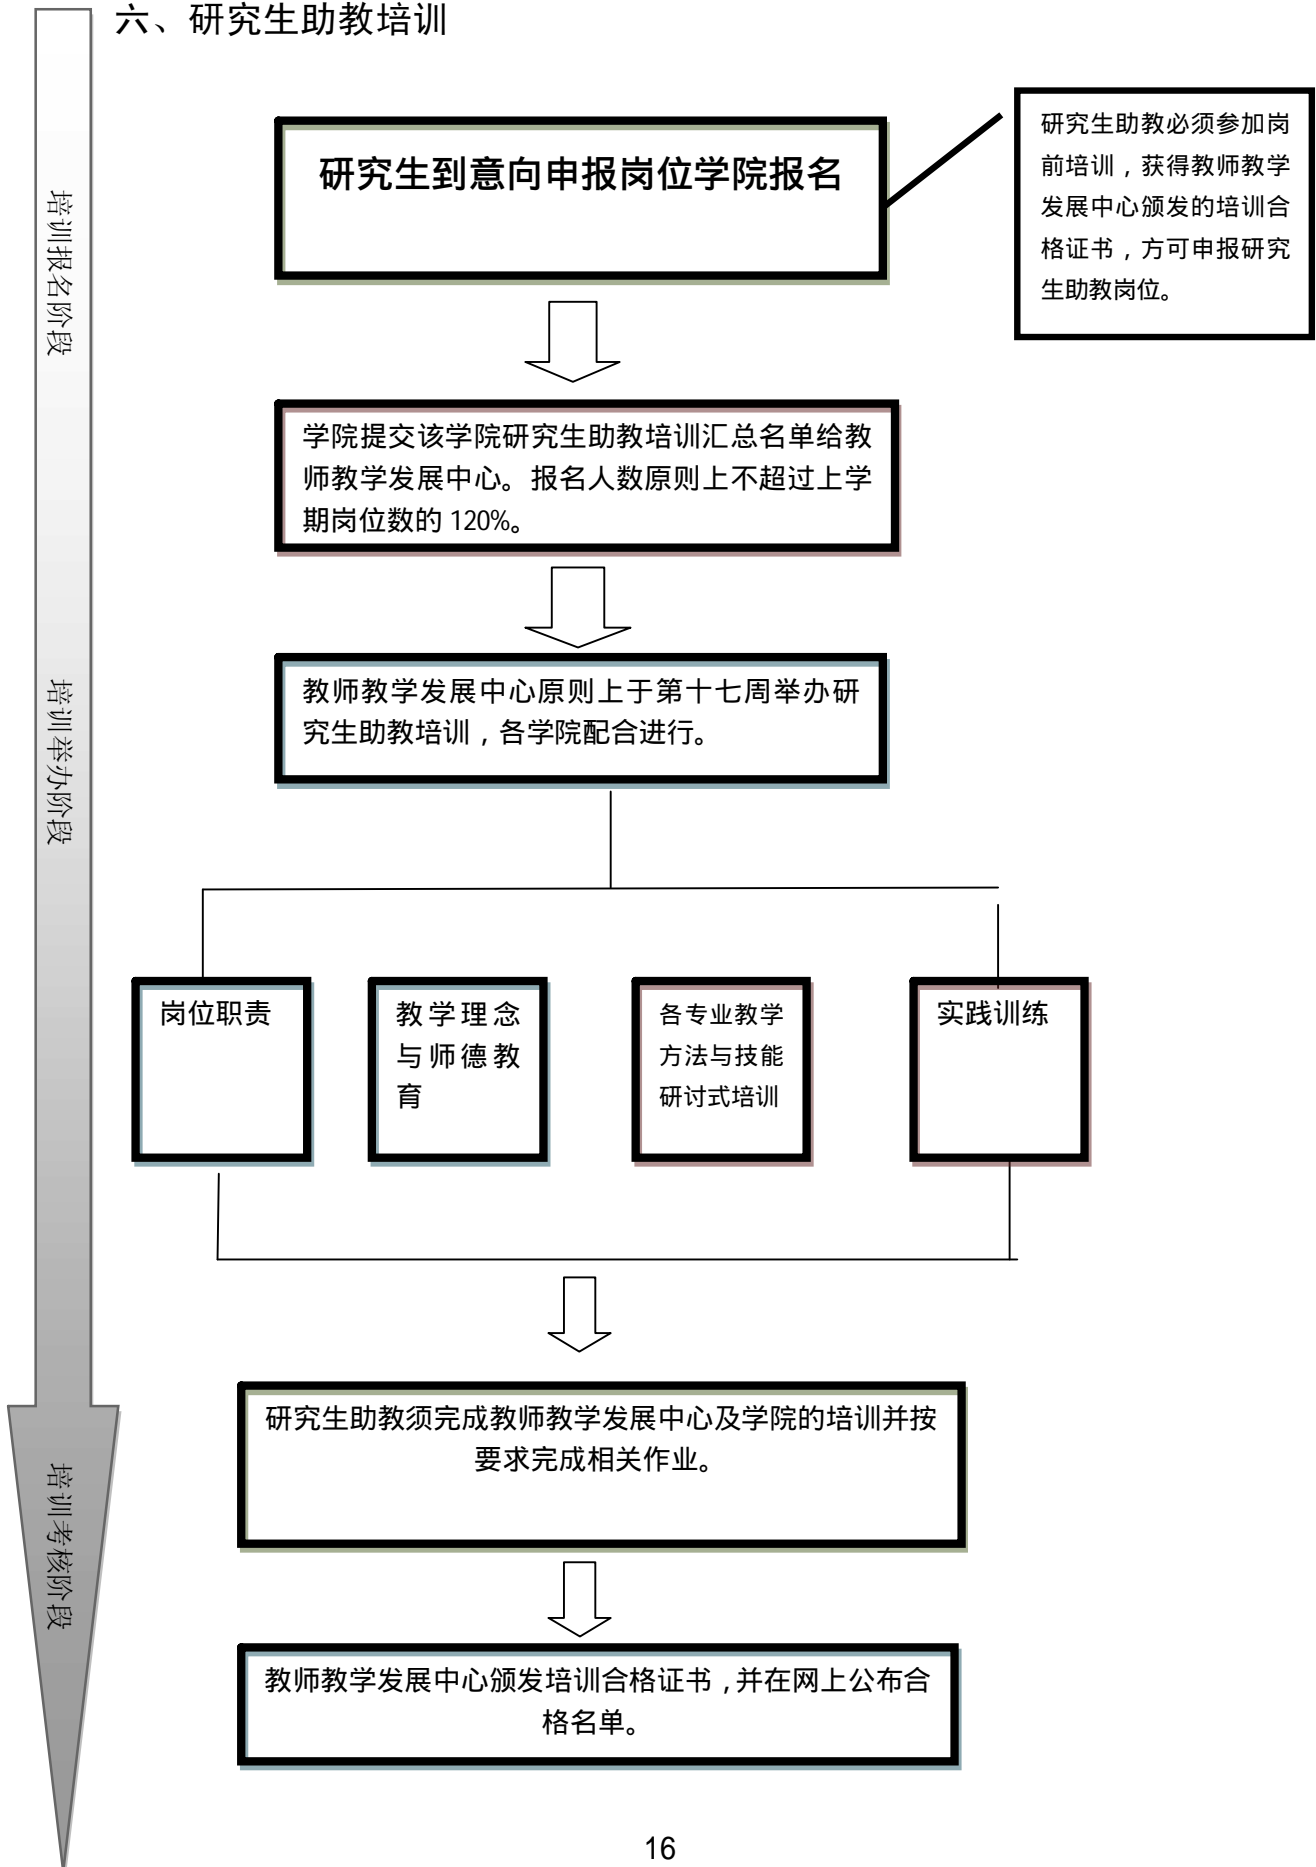 六、研究生助教培训
研究生到意向申报岗位学院报名
研究生助教必须参加岗
前培训，获得教师教学
发展中心颁发的培训合
格证书，方可申报研究
生助教岗位。
培训报名阶段
学院提交该学院研究生助教培训汇总名单给教
师教学发展中心。报名人数原则上不超过上学
期岗位数的 120%。
培训举办阶段
教师教学发展中心原则上于第十七周举办研
究生助教培训，各学院配合进行。
岗位职责
教学理念
与师德教
育
各专业教学
方法与技能
研讨式培训
实践训练
培训考核阶段
研究生助教须完成教师教学发展中心及学院的培训并按
要求完成相关作业。
教师教学发展中心颁发培训合格证书，并在网上公布合
格名单。
16